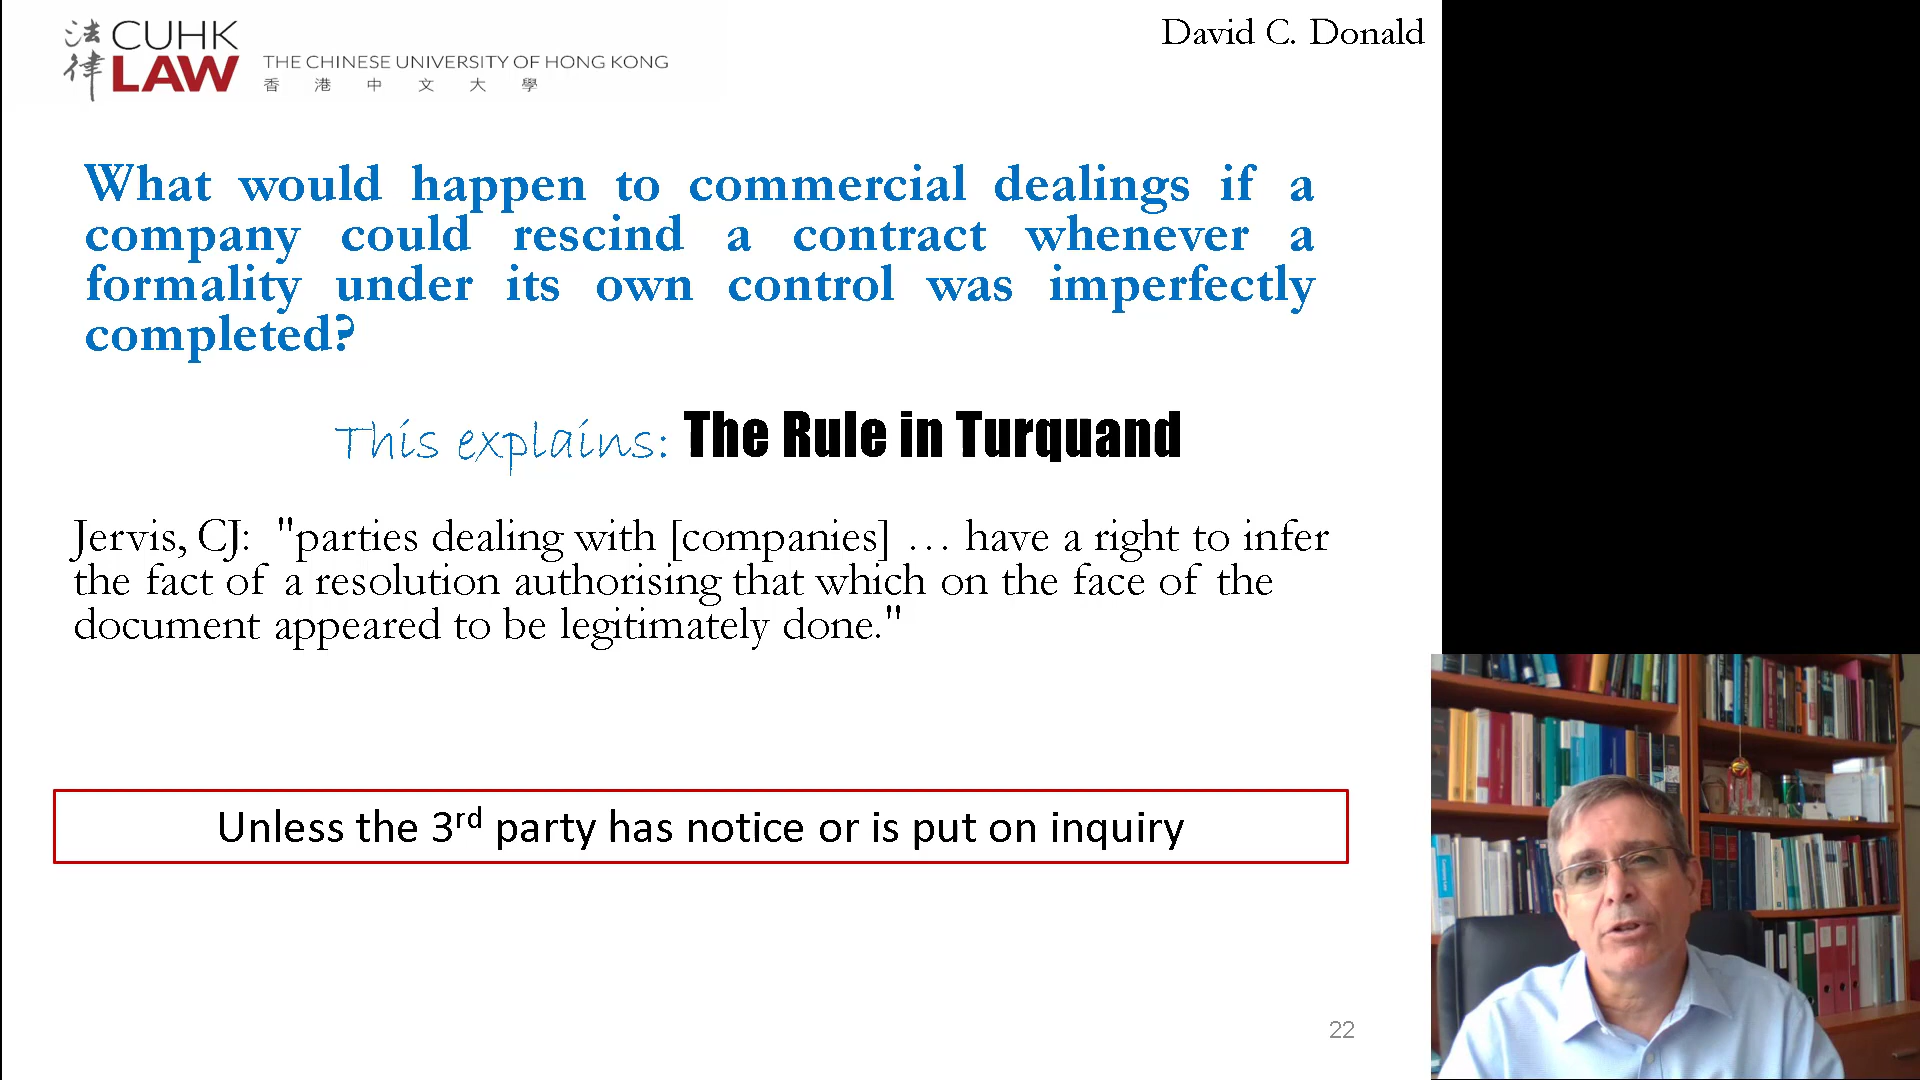 法律 CUHK LAW
THE CHINESE UNIVERSITY OF HONG KONG
香港中文大學
David C. Donald
What would happen to commercial dealings if a
company could rescind a contract whenever a
formality under its own control was imperfectly
completed?
This explains: The Rule in Turquand
Jervis, CJ: "parties dealing with [companies] … have a right to infer
the fact of a resolution authorising that which on the face of the
document appeared to be legitimately done."
Unless the 3rd party has notice or is put on inquiry
22